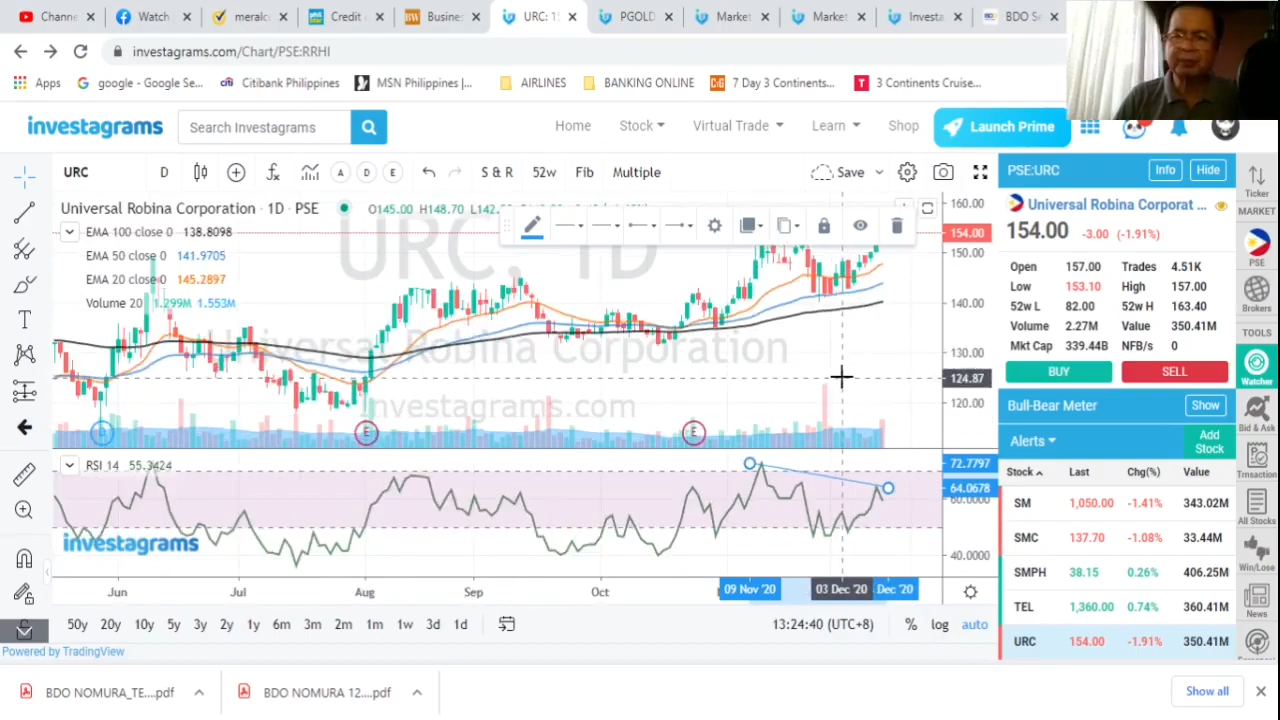 Channe
Watch
meralc
Credit c
Busines
URC: 1
PGOLD
Market
Market
Investa
BDO Se
investagrams.com/Chart/PSE:RRHI
Apps
google - Google Se...
Citibank Philippines
MSN Philippines |...
AIRLINES
BANKING ONLINE
7 Day 3 Continents...
3 Continents Cruise...
investagrams
Search Investagrams
Home
Stock
Virtual Trade
Learn
Shop
Launch Prime
URC
D
A
D
E
S & R
52w
Fib
Multiple
Save
PSE:URC
Info
Hide
Ticker
Universal Robina Corporation · 1D · PSE
O145.00 H148.70
160.00
EMA 100 close 0 138.8098
EMA 50 close 0 141.9705
EMA 20 close 0 145.2897
Volume 20 1.299M 1.553M
URC, 1D
Universal Robina Corporation
investagrams.com
154.00
150.00
140.00
130.00
124.87
120.00
D
E
E
Universal Robina Corporat ...
154.00 -3.00 (-1.91%)
Open 157.00 Trades 4.51K
Low 153.10 High 157.00
52w L 82.00 52w H 163.40
Volume 2.27M Value 350.41M
Mkt Cap 339.44B NFB/s 0
BUY
SELL
MARKET
PSE
Brokers
TOOLS
Watcher
Bid & Ask
Trnsaction
All Stocks
Win/Lose
News
Bull-Bear Meter
Show
Alerts
Add Stock
Stock Last Chg(%) Value
SM 1,050.00 -1.41% 343.02M
SMC 137.70 -1.08% 33.44M
SMPH 38.15 0.26% 406.25M
TEL 1,360.00 0.74% 360.41M
URC 154.00 -1.91% 350.41M
RSI 14 55.3424
72.7797
64.0678
60.0000
40.0000
investagrams
Jun
Jul
Aug
Sep
Oct
09 Nov '20
03 Dec '20
Dec '20
50y 20y 10y 5y 3y 2y 1y 6m 3m 2m 1m 1w 3d 1d
13:24:40 (UTC+8)
% log auto
Powered by TradingView
BDO NOMURA_TE....pdf
BDO NOMURA 12....pdf
Show all